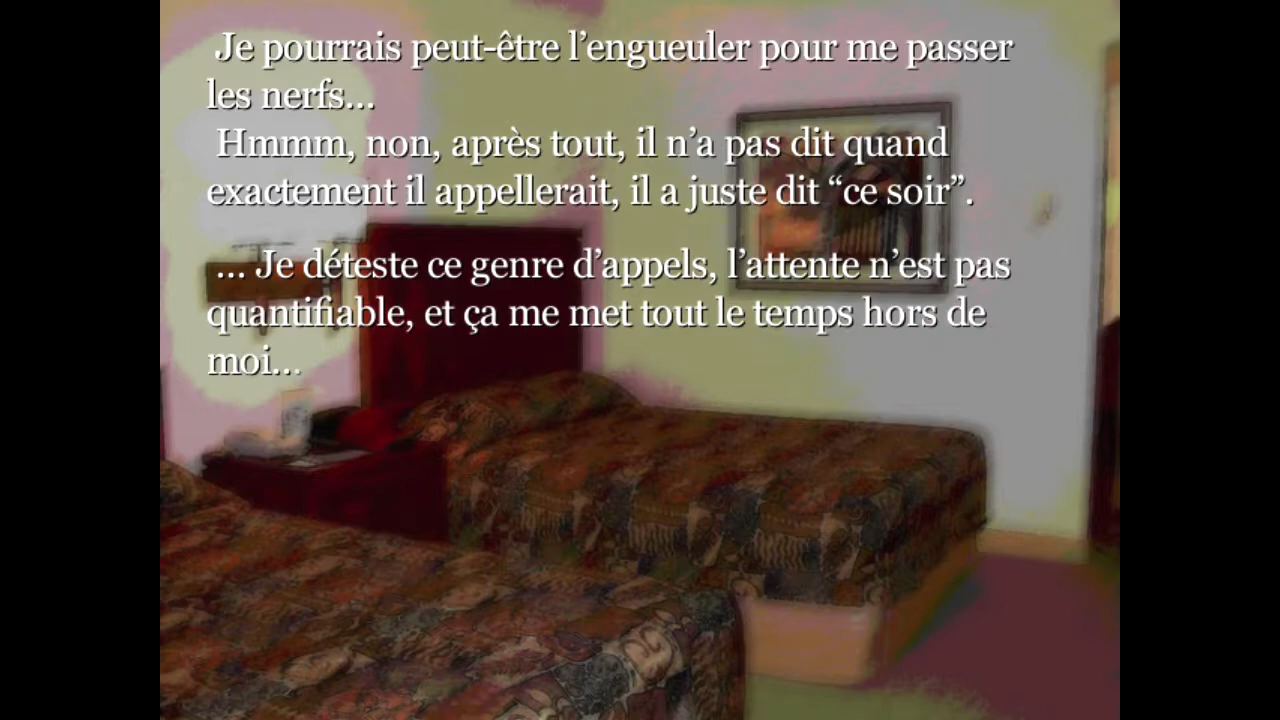 Je pourrais peut-être l’engueuler pour me passer
les nerfs...
Hmmm, non, après tout, il n’a pas dit quand
exactement il appellerait, il a juste dit “ce soir”.
... Je déteste ce genre d’appels, l’attente n’est pas
quantifiable, et ça me met tout le temps hors de
moi...